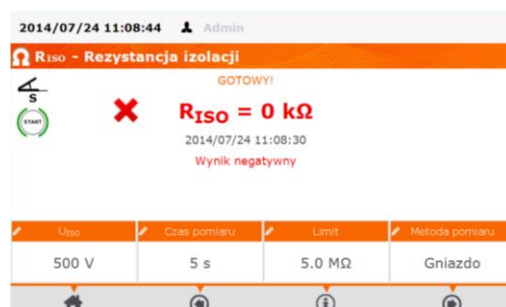 2014/07/24 11:08:44 Admin
RISO - Rezystancja izolacji
GOTOWY!
S
START
RISO = 0 kΩ
2014/07/24 11:08:30
Wynik negatywny
UISO Czas pomiaru Limit Metoda pomiaru
500 V 5 s 5.0 MΩ Gniazdo